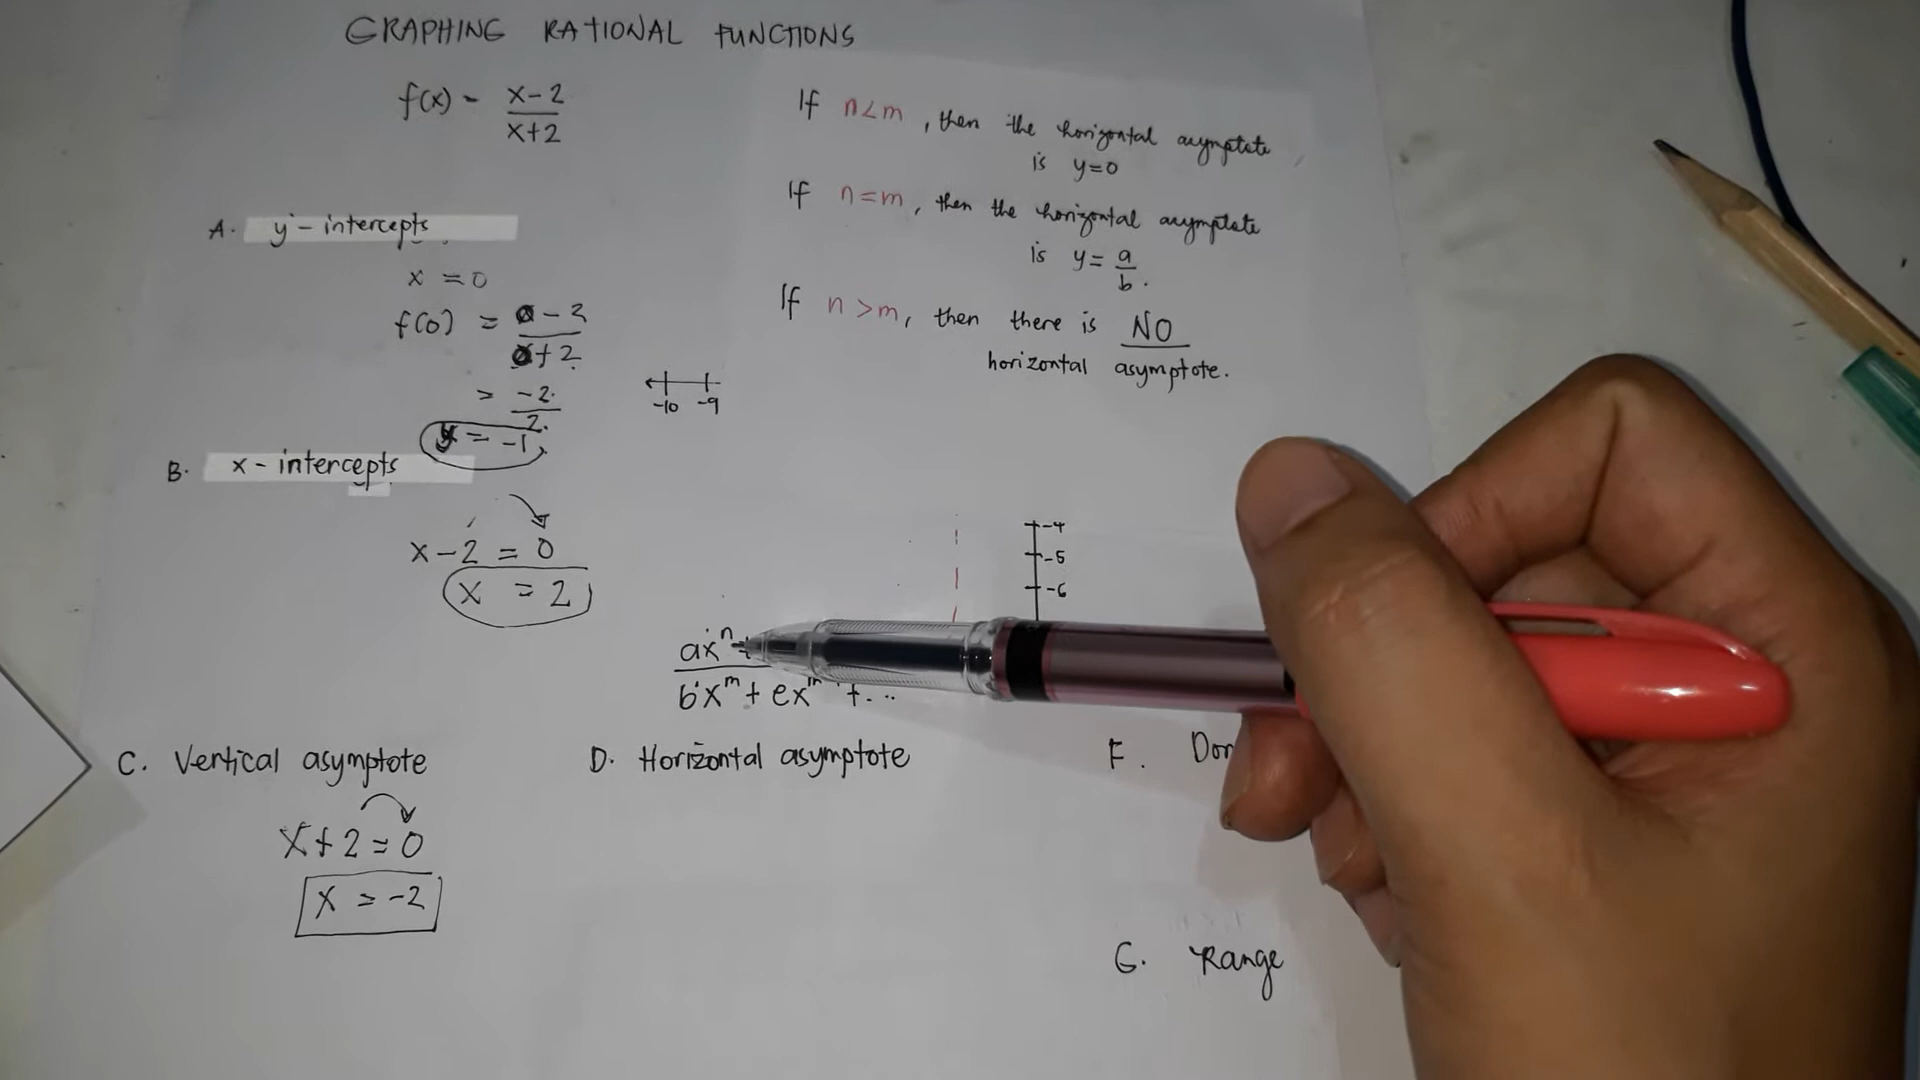 GRAPHING RATIONAL FUNCTIONS
f(x) - x-2 / x+2
A. y - intercepts
x = 0
f(0) = 0 - 2 / 0 + 2
= -2 / 2
y = -1
B. x - intercepts
x - 2 = 0
x = 2
C. Vertical asymptote
x + 2 = 0
x = -2
If n<m, then the horizontal asymptote
is y=0
If n=m, then the horizontal asymptote
is y= a/b.
If n>m, then there is NO
horizontal asymptote.
-10 -9
-4
-5
-6
ax^n +
bx^m + ex^m + ...
D. Horizontal asymptote
F.
G. Range